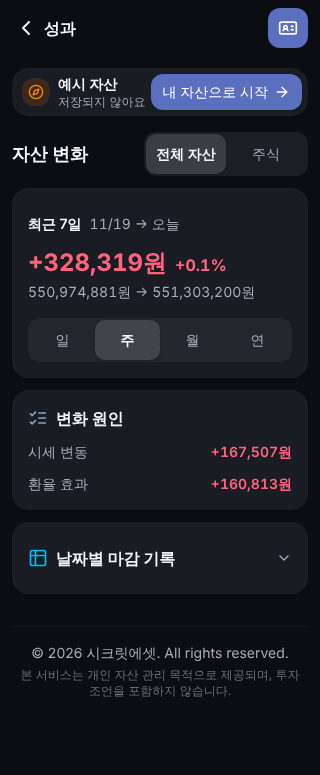 성과
예시 자산
저장되지 않아요
내 자산으로 시작 →
자산 변화
전체 자산
주식
최근 7일 11/19 → 오늘
+328,319원 +0.1%
550,974,881원 → 551,303,200원
일
주
월
연
변화 원인
시세 변동 +167,507원
환율 효과 +160,813원
날짜별 마감 기록
© 2026 시크릿에셋. All rights reserved.
본 서비스는 개인 자산 관리 목적으로 제공되며, 투자
조언을 포함하지 않습니다.